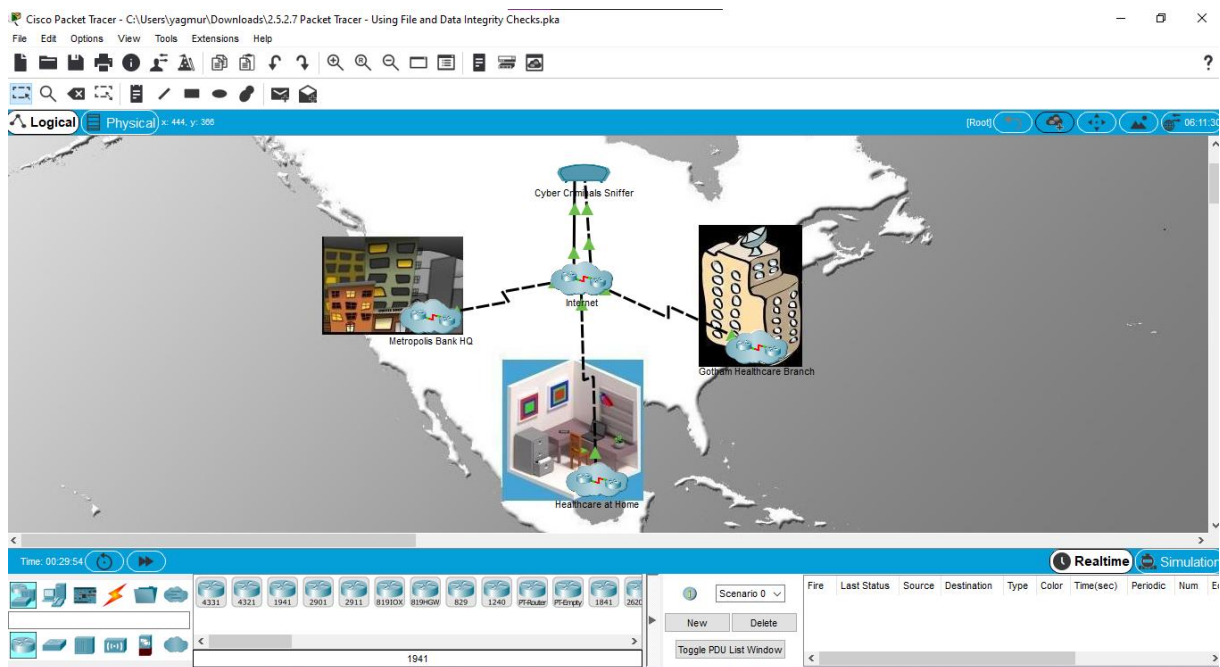 Cisco Packet Tracer - C:\Users\yagmur\Downloads\2.5.2.7 Packet Tracer - Using File and Data Integrity Checks.pka
File Edit Options View Tools Extensions Help
Logical Physical x: 444, y: 366 [Root] 06:11:30
Cyber Criminals Sniffer
Internet
Metropolis Bank HQ
Gotham Healthcare Branch
Healthcare at Home
Time: 00:29:54 Realtime Simulation
4331 4321 1941 2901 2911 819IOX 819HGW 829 1240 PT-Router PT-Empty 1841 2620
Scenario 0
Fire Last Status Source Destination Type Color Time(sec) Periodic Num
New Delete
Toggle PDU List Window
1941